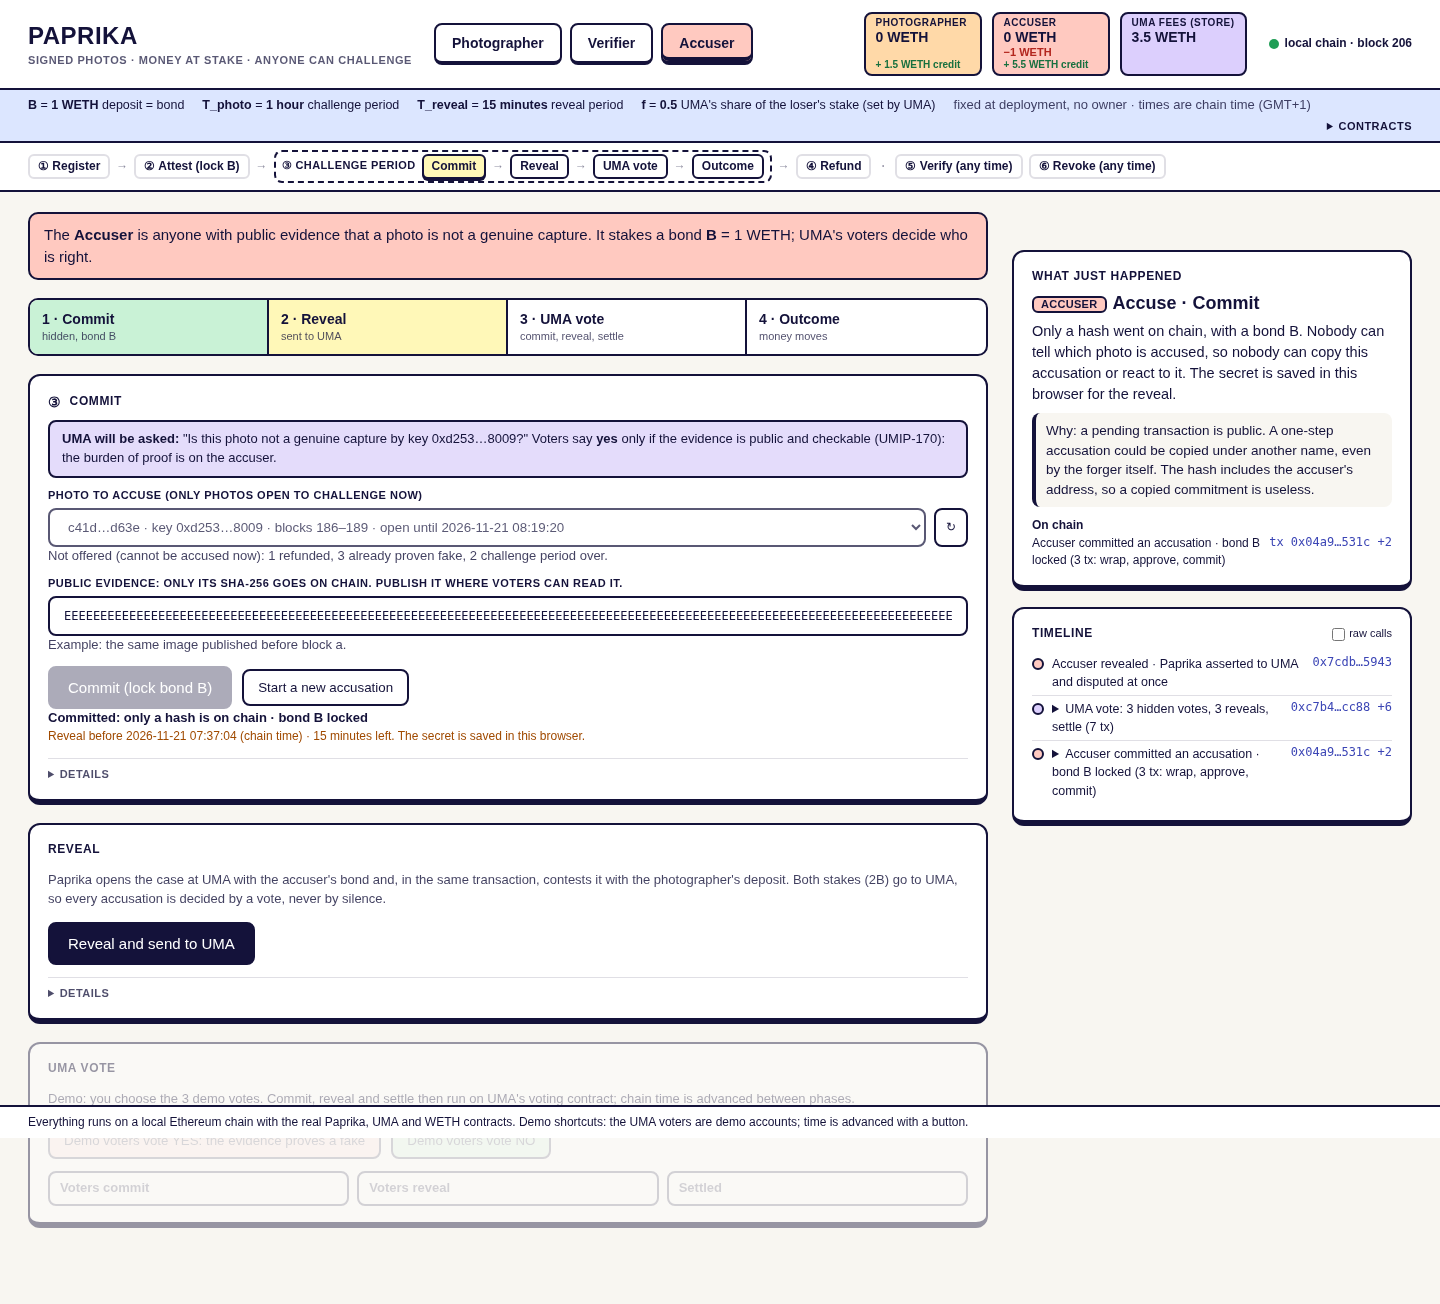 PAPRIKA
SIGNED PHOTOS · MONEY AT STAKE · ANYONE CAN CHALLENGE
Photographer
Verifier
Accuser
PHOTOGRAPHER
0 WETH
+ 1.5 WETH credit
ACCUSER
0 WETH
−1 WETH
+ 5.5 WETH credit
UMA FEES (STORE)
3.5 WETH
local chain · block 206
B = 1 WETH deposit = bond T_photo = 1 hour challenge period T_reveal = 15 minutes reveal period f = 0.5 UMA's share of the loser's stake (set by UMA) fixed at deployment, no owner · times are chain time (GMT+1)
▶ CONTRACTS
① Register → ② Attest (lock B) → ③ CHALLENGE PERIOD Commit → Reveal → UMA vote → Outcome → ④ Refund · ⑤ Verify (any time) ⑥ Revoke (any time)
The Accuser is anyone with public evidence that a photo is not a genuine capture. It stakes a bond B = 1 WETH; UMA's voters decide who
is right.
1 · Commit
hidden, bond B
2 · Reveal
sent to UMA
3 · UMA vote
commit, reveal, settle
4 · Outcome
money moves
③ COMMIT
UMA will be asked: "Is this photo not a genuine capture by key 0xd253…8009?" Voters say yes only if the evidence is public and checkable (UMIP-170):
the burden of proof is on the accuser.
PHOTO TO ACCUSE (ONLY PHOTOS OPEN TO CHALLENGE NOW)
c41d…d63e · key 0xd253…8009 · blocks 186–189 · open until 2026-11-21 08:19:20
↻
Not offered (cannot be accused now): 1 refunded, 3 already proven fake, 2 challenge period over.
PUBLIC EVIDENCE: ONLY ITS SHA-256 GOES ON CHAIN. PUBLISH IT WHERE VOTERS CAN READ IT.
Example: the same image published before block a.
Commit (lock bond B)
Start a new accusation
Committed: only a hash is on chain · bond B locked
Reveal before 2026-11-21 07:37:04 (chain time) · 15 minutes left. The secret is saved in this browser.
▶ DETAILS
REVEAL
Paprika opens the case at UMA with the accuser's bond and, in the same transaction, contests it with the photographer's deposit. Both stakes (2B) go to UMA,
so every accusation is decided by a vote, never by silence.
Reveal and send to UMA
▶ DETAILS
UMA VOTE
Demo: you choose the 3 demo votes. Commit, reveal and settle then run on UMA's voting contract; chain time is advanced between phases.
Everything runs on a local Ethereum chain with the real Paprika, UMA and WETH contracts. Demo shortcuts: the UMA voters are demo accounts; time is advanced with a button.
Demo voters vote YES: the evidence proves a fake
Demo voters vote NO
Voters commit
Voters reveal
Settled
WHAT JUST HAPPENED
ACCUSER Accuse · Commit
Only a hash went on chain, with a bond B. Nobody can
tell which photo is accused, so nobody can copy this
accusation or react to it. The secret is saved in this
browser for the reveal.
Why: a pending transaction is public. A one-step
accusation could be copied under another name, even
by the forger itself. The hash includes the accuser's
address, so a copied commitment is useless.
On chain
Accuser committed an accusation · bond B tx 0x04a9…531c +2
locked (3 tx: wrap, approve, commit)
TIMELINE
raw calls
Accuser revealed · Paprika asserted to UMA 0x7cdb…5943
and disputed at once
▶ UMA vote: 3 hidden votes, 3 reveals, 0xc7b4…cc88 +6
settle (7 tx)
▶ Accuser committed an accusation · 0x04a9…531c +2
bond B locked (3 tx: wrap, approve,
commit)